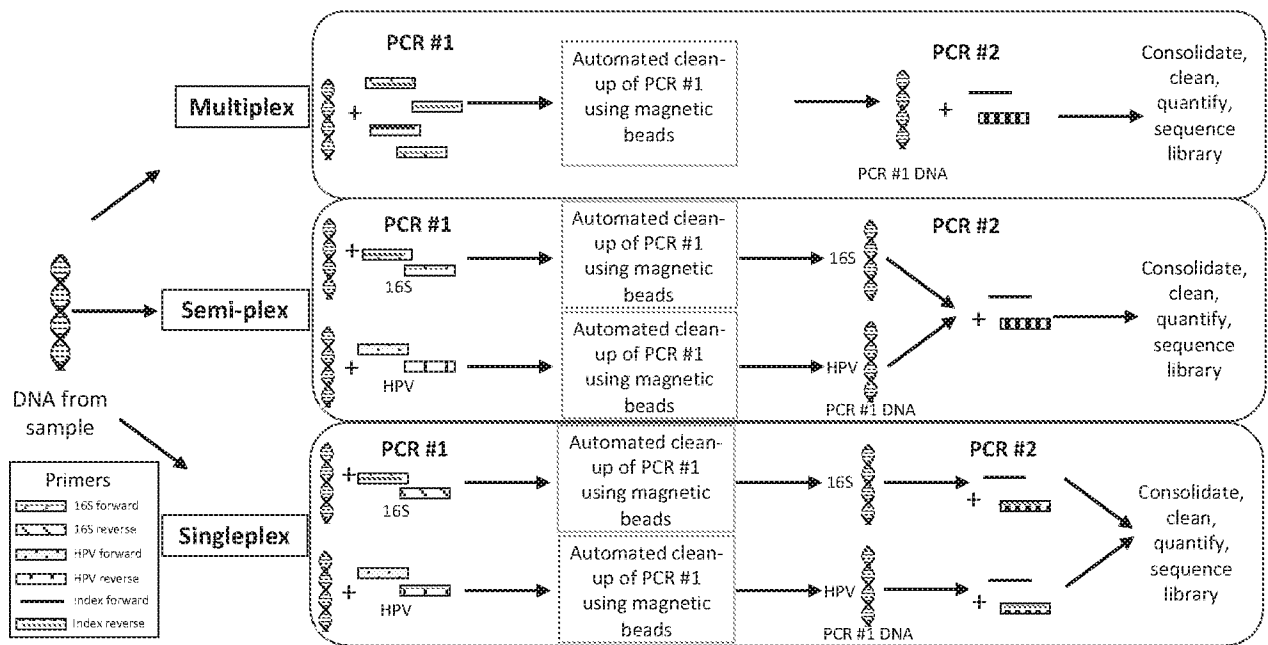 PCR #1
Automated clean-
up of PCR #1
using magnetic
beads
PCR #2
Consolidate,
clean,
quantify,
sequence
library
Multiplex
+
+
PCR #1 DNA
PCR #1
Automated clean-
up of PCR #1
using magnetic
beads
PCR #2
+
16S
16S
Semi-plex
+
HPV
Automated clean-
up of PCR #1
using magnetic
beads
HPV
PCR #1 DNA
+
Consolidate,
clean,
quantify,
sequence
library
DNA from
sample
PCR #1
Automated clean-
up of PCR #1
using magnetic
beads
PCR #2
+
16S
16S
+
Singleplex
+
HPV
Automated clean-
up of PCR #1
using magnetic
beads
HPV
PCR #1 DNA
+
Consolidate,
clean,
quantify,
sequence
library
Primers
16S forward
16S reverse
HPV forward
HPV reverse
Index forward
Index reverse